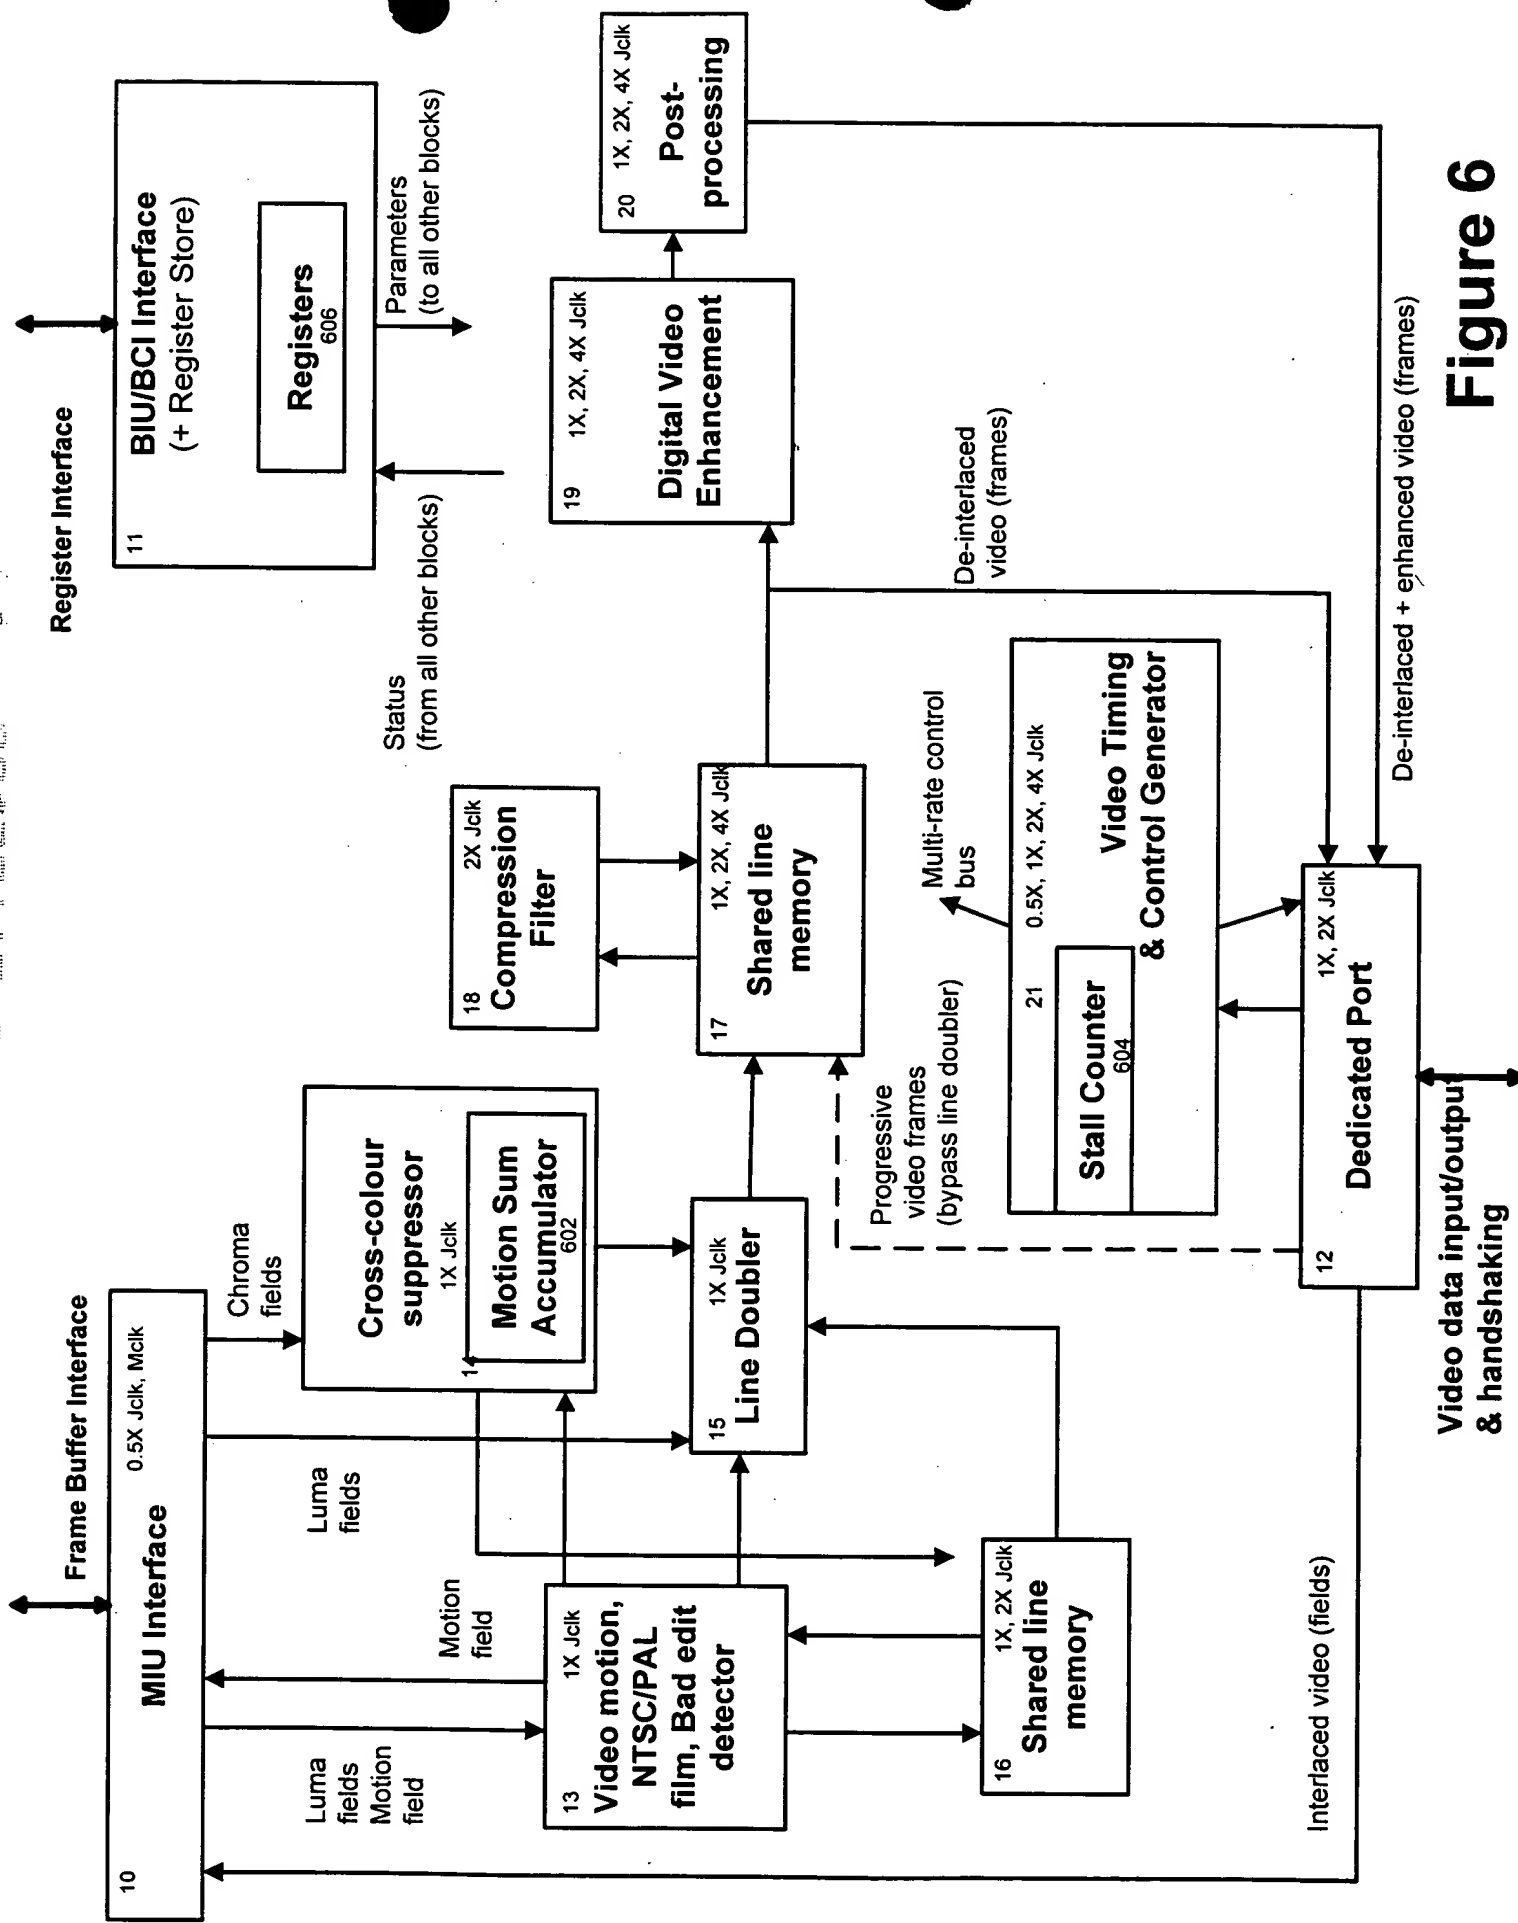 Frame Buffer Interface
Register Interface
10
MIU Interface
0.5X Jclk, Mclk
11
BIU/BCI Interface
(+ Register Store)
Registers
606
Status
(from all other blocks)
Parameters
(to all other blocks)
Luma
fields
Motion
field
Motion
field
Luma
fields
Chroma
fields
Cross-colour
suppressor
1X Jclk
Motion Sum
Accumulator
602
13
1X Jclk
Video motion,
NTSC/PAL
film, Bad edit
detector
15
1X Jclk
Line Doubler
16
1X, 2X Jclk
Shared line
memory
18
2X Jclk
Compression
Filter
17
1X, 2X, 4X Jclk
Shared line
memory
19
1X, 2X, 4X Jclk
Digital Video
Enhancement
20
1X, 2X, 4X Jclk
Post-
processing
Progressive
video frames
(bypass line doubler)
Multi-rate control
bus
De-interlaced
video (frames)
21
0.5X, 1X, 2X, 4X Jclk
Video Timing
& Control Generator
Stall Counter
604
12
1X, 2X Jclk
Dedicated Port
Interlaced video (fields)
De-interlaced + enhanced video (frames)
Video data input/output
& handshaking
Figure 6